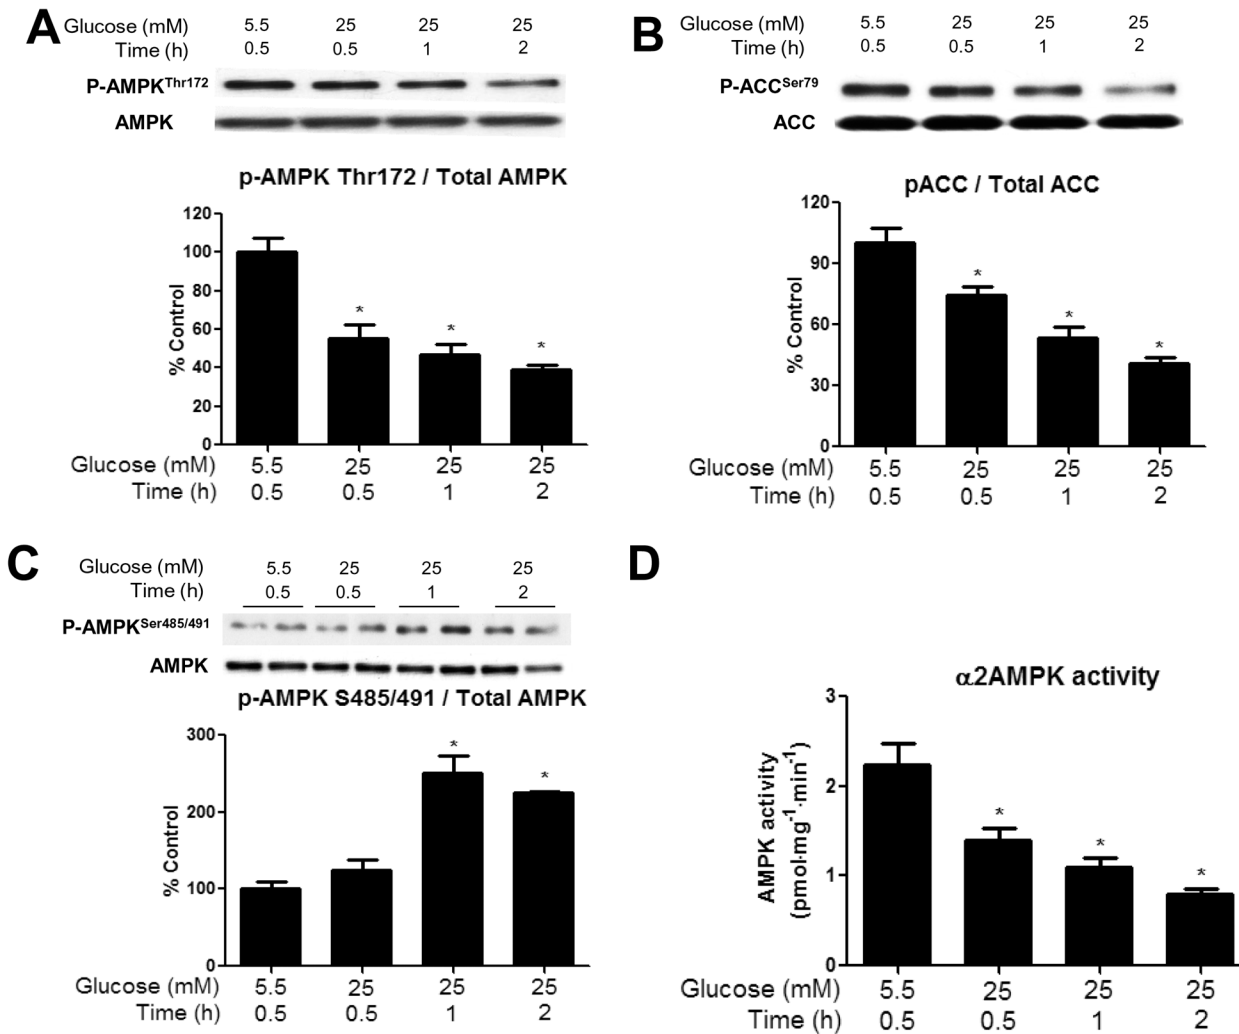 A
Glucose (mM) 5.5 25 25 25
Time (h) 0.5 0.5 1 2
P-AMPKThr172
AMPK
p-AMPK Thr172 / Total AMPK
120
100
80
60
40
20
0
% Control
* * *
Glucose (mM) 5.5 25 25 25
Time (h) 0.5 0.5 1 2
B
Glucose (mM) 5.5 25 25 25
Time (h) 0.5 0.5 1 2
P-ACCSer79
ACC
pACC / Total ACC
120
90
60
30
0
% Control
* * *
Glucose (mM) 5.5 25 25 25
Time (h) 0.5 0.5 1 2
C
Glucose (mM) 5.5 25 25 25
Time (h) 0.5 0.5 1 2
P-AMPKSer485/491
AMPK
p-AMPK S485/491 / Total AMPK
300
200
100
0
% Control
* *
Glucose (mM) 5.5 25 25 25
Time (h) 0.5 0.5 1 2
D
α2AMPK activity
3
2
1
0
AMPK activity
(pmol·mg-1·min-1)
* * *
Glucose (mM) 5.5 25 25 25
Time (h) 0.5 0.5 1 2